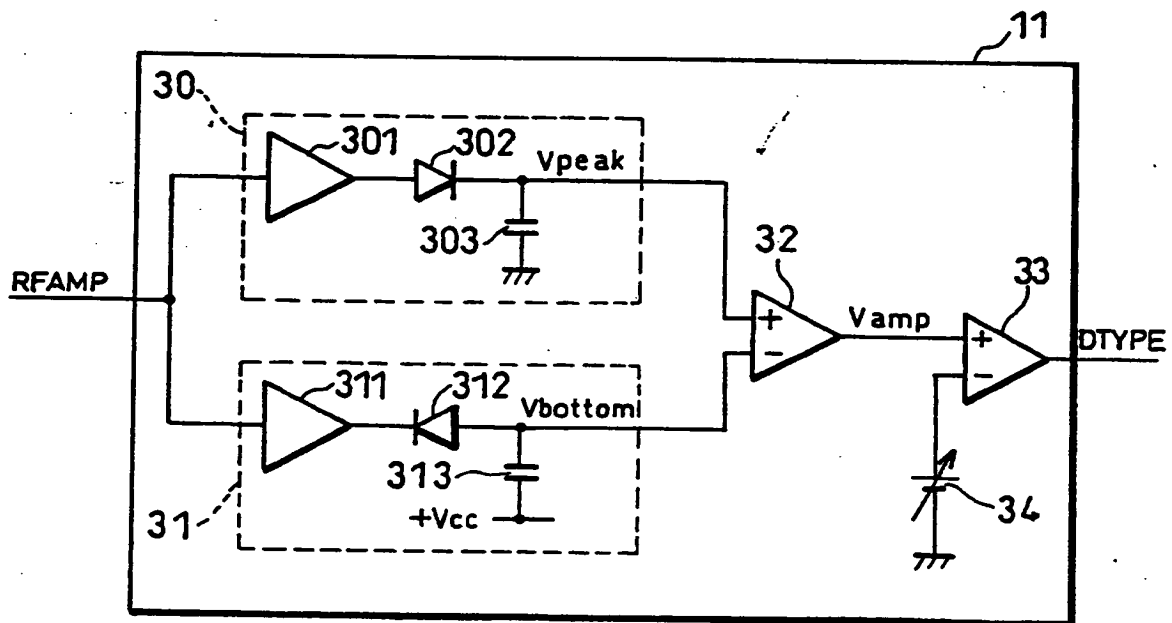 11
30
301
302
Vpeak
303
RFAMP
32
33
+
-
Vamp
+
-
DTYPE
311
312
Vbottom
313
+Vcc
31
34